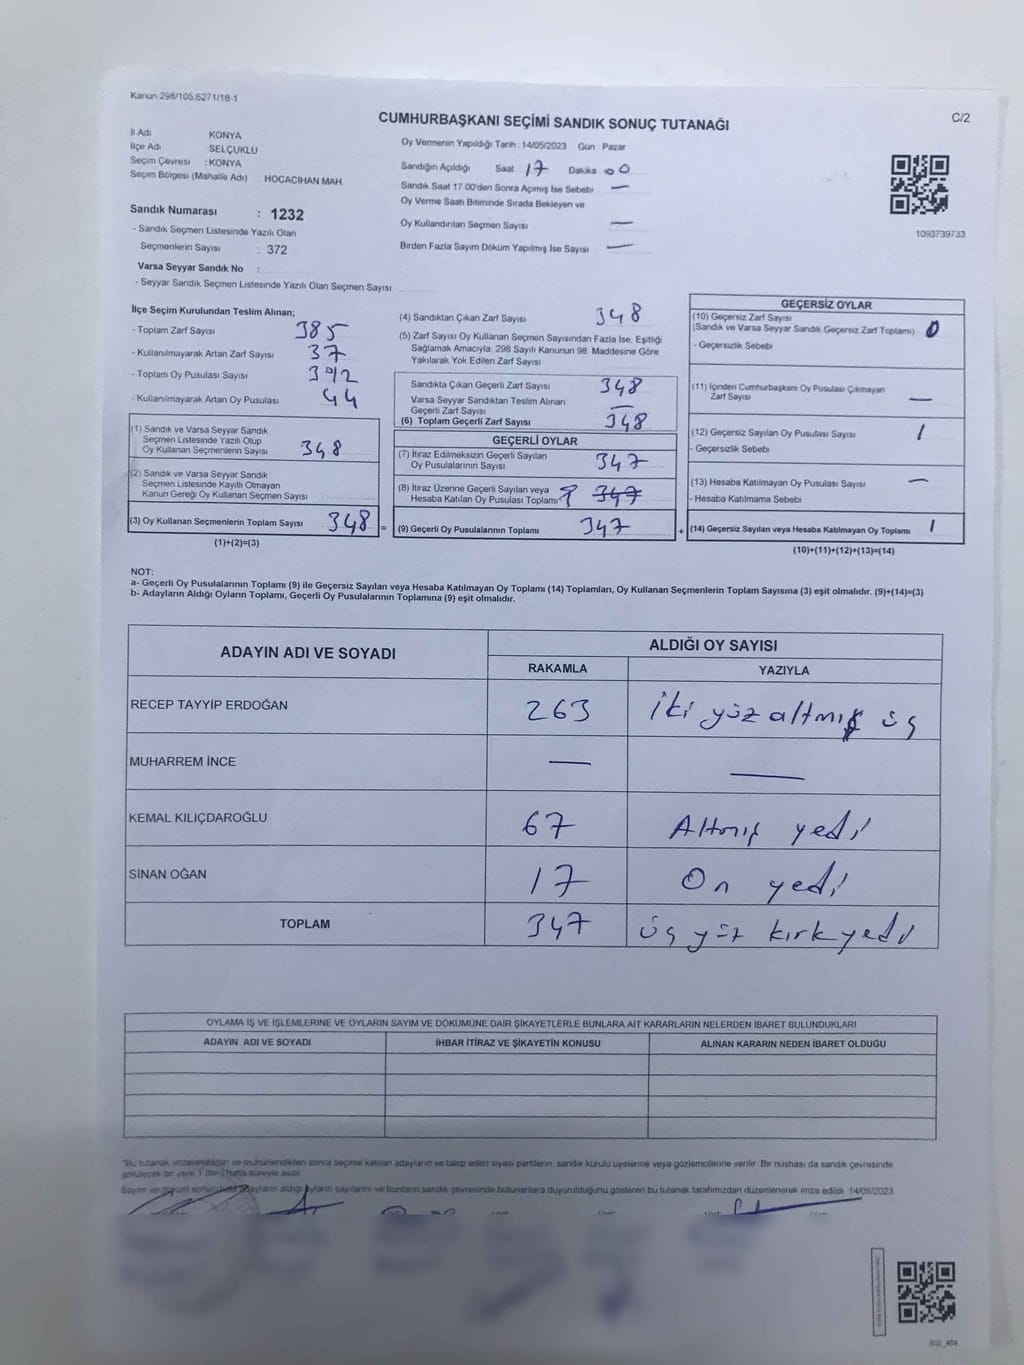 Kanun 298/105,6271/18-1
CUMHURBAŞKANI SEÇİMİ SANDIK SONUÇ TUTANAĞI
C/2
İl Adı KONYA
İlçe Adı SELÇUKLU
Seçim Çevresi : KONYA
Seçim Bölgesi (Mahalle Adı) : HOCACİHAN MAH.
Sandık Numarası : 1232
- Sandık Seçmen Listesinde Yazılı Olan
Seçmenlerin Sayısı : 372
Varsa Seyyar Sandık No :
- Seyyar Sandık Seçmen Listesinde Yazılı Olan Seçmen Sayısı
Oy Vermenin Yapıldığı Tarih : 14/05/2023 Gün : Pazar
Sandığın Açıldığı Saat 17 Dakika 00
Sandık Saat 17.00'den Sonra Açımış İse Sebebi —
Oy Verme Saati Bitiminde Sırada Bekleyen ve
Oy Kullandırılan Seçmen Sayısı —
Birden Fazla Sayım Döküm Yapılmış İse Sayısı —
1093739733
İlçe Seçim Kurulundan Teslim Alınan;
- Toplam Zarf Sayısı 385
- Kullanılmayarak Artan Zarf Sayısı 37
- Toplam Oy Pusulası Sayısı 392
- Kullanılmayarak Artan Oy Pusulası 44
(1) Sandık ve Varsa Seyyar Sandık
Seçmen Listesinde Yazılı Olup
Oy Kullanan Seçmenlerin Sayısı 348
(2) Sandık ve Varsa Seyyar Sandık
Seçmen Listesinde Kayıtlı Olmayan
Kanun Gereği Oy Kullanan Seçmen Sayısı
(3) Oy Kullanan Seçmenlerin Toplam Sayısı 348 =
(1)+(2)=(3)
(4) Sandıktan Çıkan Zarf Sayısı 348
(5) Zarf Sayısı Oy Kullanan Seçmen Sayısından Fazla İse, Eşitliği
Sağlamak Amacıyla, 298 Sayılı Kanunun 98. Maddesine Göre
Yakılarak Yok Edilen Zarf Sayısı
Sandıkta Çıkan Geçerli Zarf Sayısı 348
Varsa Seyyar Sandıktan Teslim Alınan
Geçerli Zarf Sayısı —
(6) Toplam Geçerli Zarf Sayısı 348
GEÇERLİ OYLAR
(7) İtiraz Edilmeksizin Geçerli Sayılan
Oy Pusulalarının Sayısı 347
(8) İtiraz Üzerine Geçerli Sayılan veya
Hesaba Katılan Oy Pusulası Toplamı 347
(9) Geçerli Oy Pusulalarının Toplamı 347 +
GEÇERSİZ OYLAR
(10) Geçersiz Zarf Sayısı
(Sandık ve Varsa Seyyar Sandık Geçersiz Zarf Toplamı) 0
- Geçersizlik Sebebi
(11) İçinden Cumhurbaşkanı Oy Pusulası Çıkmayan
Zarf Sayısı —
(12) Geçersiz Sayılan Oy Pusulası Sayısı 1
- Geçersizlik Sebebi
(13) Hesaba Katılmayan Oy Pusulası Sayısı —
- Hesaba Katılmama Sebebi
(14) Geçersiz Sayılan veya Hesaba Katılmayan Oy Toplamı 1
(10)+(11)+(12)+(13)=(14)
NOT:
a- Geçerli Oy Pusulalarının Toplamı (9) ile Geçersiz Sayılan veya Hesaba Katılmayan Oy Toplamı (14) Toplamları, Oy Kullanan Seçmenlerin Toplam Sayısına (3) eşit olmalıdır. (9)+(14)=(3)
b- Adayların Aldığı Oyların Toplamı, Geçerli Oy Pusulalarının Toplamına (9) eşit olmalıdır.
ADAYIN ADI VE SOYADI ALDIĞI OY SAYISI
RAKAMLA YAZIYLA
RECEP TAYYİP ERDOĞAN 263 iki yüz altmış üç
MUHARREM İNCE — —
KEMAL KILIÇDAROĞLU 67 Altmış yedi
SİNAN OĞAN 17 On yedi
TOPLAM 347 üç yüz kırk yedi
OYLAMA İŞ VE İŞLEMLERİNE VE OYLARIN SAYIM VE DÖKÜMÜNE DAİR ŞİKAYETLERLE BUNLARA AİT KARARLARIN NELERDEN İBARET BULUNDUKLARI
ADAYIN ADI VE SOYADI İHBAR İTİRAZ VE ŞİKAYETİN KONUSU ALINAN KARARIN NEDEN İBARET OLDUĞU
*Bu tutanak imzalandıktan ve mühürlendikten sonra seçime katılan adayların ve talep eden siyasi partilerin sandık kurulu üyelerine veya gözlemcilerine verilir. Bir nüshası da sandık çevresinde
görülecek bir yere 1 (bir) hafta süreyle asılır.
Sayım ve döküm sonucunda adayların aldığı oyların sayılarını ve bunların sandık çevresinde bulunanlara duyurulduğunu gösteren bu tutanak tarafımızdan düzenlenerek imza edildi. 14/05/2023